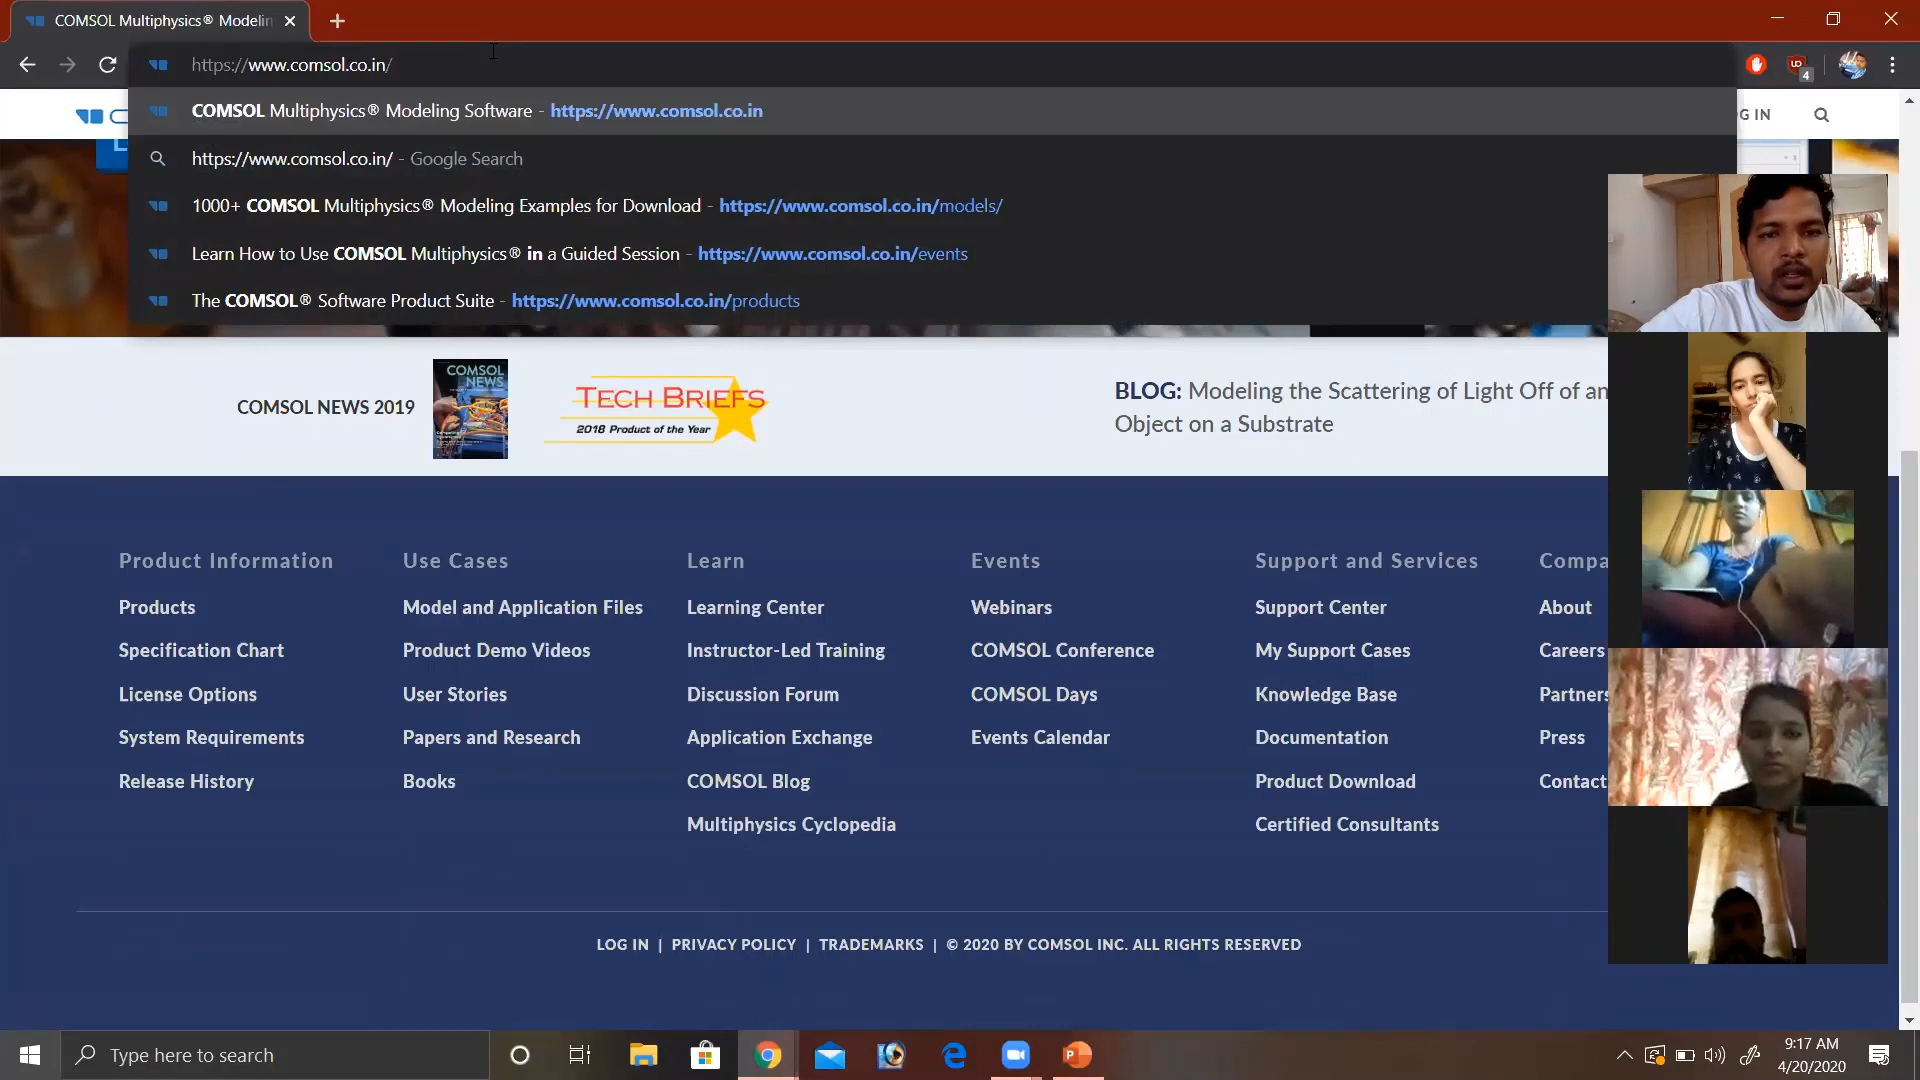 COMSOL Multiphysics® Modelin
https://www.comsol.co.in/
4
COMSOL Multiphysics® Modeling Software - https://www.comsol.co.in
G IN
https://www.comsol.co.in/ - Google Search
1000+ COMSOL Multiphysics® Modeling Examples for Download - https://www.comsol.co.in/models/
Learn How to Use COMSOL Multiphysics® in a Guided Session - https://www.comsol.co.in/events
The COMSOL® Software Product Suite - https://www.comsol.co.in/products
COMSOL NEWS 2019
COMSOL
NEWS
TECH BRIEFS
2018 Product of the Year
BLOG: Modeling the Scattering of Light Off of an
Object on a Substrate
Product Information
Products
Specification Chart
License Options
System Requirements
Release History
Use Cases
Model and Application Files
Product Demo Videos
User Stories
Papers and Research
Books
Learn
Learning Center
Instructor-Led Training
Discussion Forum
Application Exchange
COMSOL Blog
Multiphysics Cyclopedia
Events
Webinars
COMSOL Conference
COMSOL Days
Events Calendar
Support and Services
Support Center
My Support Cases
Knowledge Base
Documentation
Product Download
Certified Consultants
Compa
About
Careers
Partners
Press
Contact
LOG IN | PRIVACY POLICY | TRADEMARKS | © 2020 BY COMSOL INC. ALL RIGHTS RESERVED
Type here to search
9:17 AM
4/20/2020